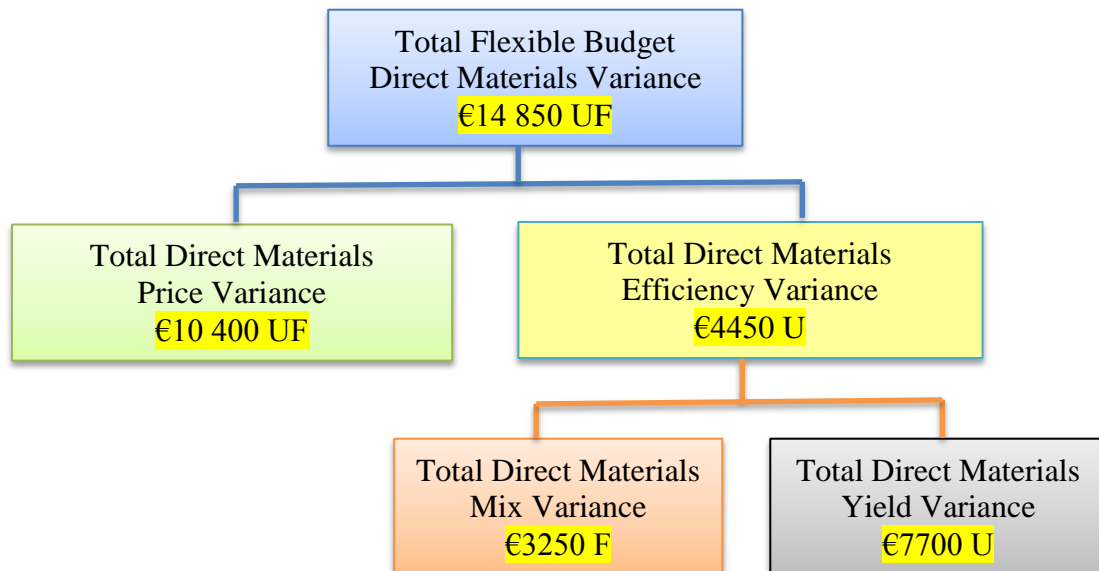 Total Flexible Budget
Direct Materials Variance
€14 850 UF
Total Direct Materials
Price Variance
€10 400 UF
Total Direct Materials
Efficiency Variance
€4450 U
Total Direct Materials
Mix Variance
€3250 F
Total Direct Materials
Yield Variance
€7700 U